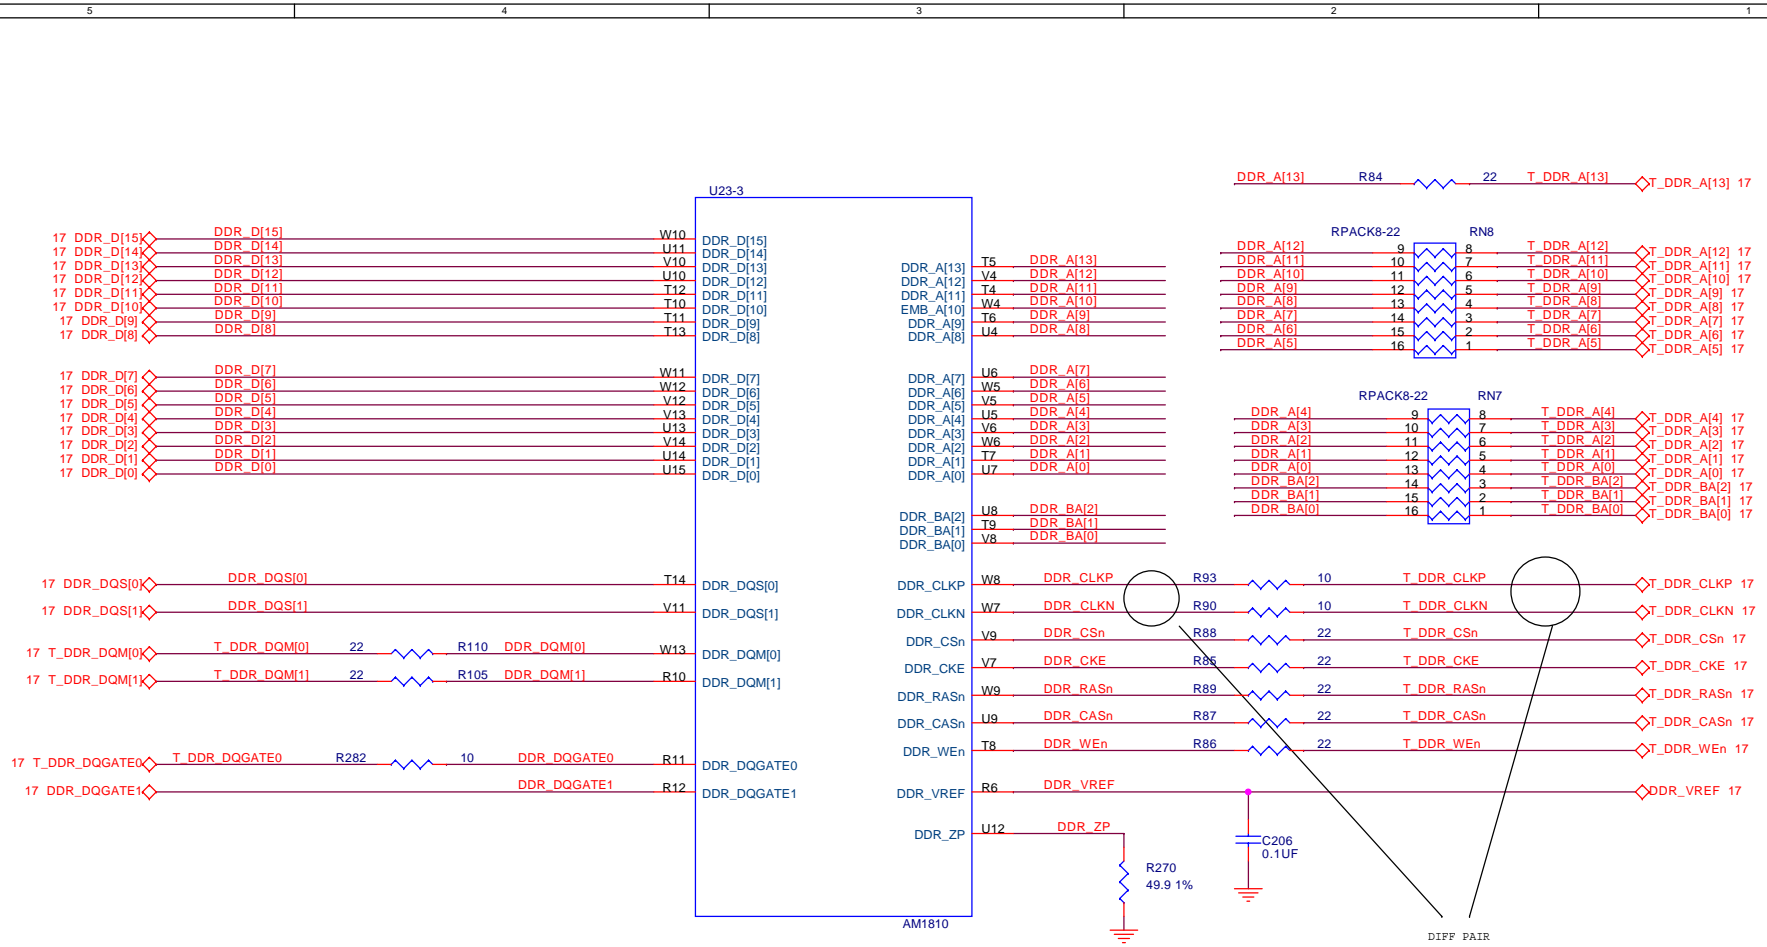 5 4 3 2 1
U23-3
DDR_A[13] R84 22 T_DDR_A[13] T_DDR_A[13] 17
RPACK8-22 RN8
DDR_A[12] 9 8 T_DDR_A[12] T_DDR_A[12] 17
DDR_A[11] 10 7 T_DDR_A[11] T_DDR_A[11] 17
DDR_A[10] 11 6 T_DDR_A[10] T_DDR_A[10] 17
DDR_A[9] 12 5 T_DDR_A[9] T_DDR_A[9] 17
DDR_A[8] 13 4 T_DDR_A[8] T_DDR_A[8] 17
DDR_A[7] 14 3 T_DDR_A[7] T_DDR_A[7] 17
DDR_A[6] 15 2 T_DDR_A[6] T_DDR_A[6] 17
DDR_A[5] 16 1 T_DDR_A[5] T_DDR_A[5] 17
RPACK8-22 RN7
DDR_A[4] 9 8 T_DDR_A[4] T_DDR_A[4] 17
DDR_A[3] 10 7 T_DDR_A[3] T_DDR_A[3] 17
DDR_A[2] 11 6 T_DDR_A[2] T_DDR_A[2] 17
DDR_A[1] 12 5 T_DDR_A[1] T_DDR_A[1] 17
DDR_A[0] 13 4 T_DDR_A[0] T_DDR_A[0] 17
DDR_BA[2] 14 3 T_DDR_BA[2] T_DDR_BA[2] 17
DDR_BA[1] 15 2 T_DDR_BA[1] T_DDR_BA[1] 17
DDR_BA[0] 16 1 T_DDR_BA[0] T_DDR_BA[0] 17
17 DDR_D[15] DDR_D[15] W10 DDR_D[15]
17 DDR_D[14] DDR_D[14] U11 DDR_D[14]
17 DDR_D[13] DDR_D[13] V10 DDR_D[13]
17 DDR_D[12] DDR_D[12] U10 DDR_D[12]
17 DDR_D[11] DDR_D[11] T12 DDR_D[11]
17 DDR_D[10] DDR_D[10] T10 DDR_D[10]
17 DDR_D[9] DDR_D[9] T11 DDR_D[9]
17 DDR_D[8] DDR_D[8] T13 DDR_D[8]
17 DDR_D[7] DDR_D[7] W11 DDR_D[7]
17 DDR_D[6] DDR_D[6] W12 DDR_D[6]
17 DDR_D[5] DDR_D[5] V12 DDR_D[5]
17 DDR_D[4] DDR_D[4] V13 DDR_D[4]
17 DDR_D[3] DDR_D[3] U13 DDR_D[3]
17 DDR_D[2] DDR_D[2] V14 DDR_D[2]
17 DDR_D[1] DDR_D[1] U14 DDR_D[1]
17 DDR_D[0] DDR_D[0] U15 DDR_D[0]
DDR_A[13] T5 DDR_A[13]
DDR_A[12] V4 DDR_A[12]
DDR_A[11] T4 DDR_A[11]
EMB_A[10] W4 DDR_A[10]
DDR_A[9] T6 DDR_A[9]
DDR_A[8] U4 DDR_A[8]
DDR_A[7] U6 DDR_A[7]
DDR_A[6] W5 DDR_A[6]
DDR_A[5] V5 DDR_A[5]
DDR_A[4] U5 DDR_A[4]
DDR_A[3] V6 DDR_A[3]
DDR_A[2] W6 DDR_A[2]
DDR_A[1] T7 DDR_A[1]
DDR_A[0] U7 DDR_A[0]
DDR_BA[2] U8 DDR_BA[2]
DDR_BA[1] T9 DDR_BA[1]
DDR_BA[0] V8 DDR_BA[0]
17 DDR_DQS[0] DDR_DQS[0] T14 DDR_DQS[0]
17 DDR_DQS[1] DDR_DQS[1] V11 DDR_DQS[1]
17 T_DDR_DQM[0] T_DDR_DQM[0] 22 R110 DDR_DQM[0] W13 DDR_DQM[0]
17 T_DDR_DQM[1] T_DDR_DQM[1] 22 R105 DDR_DQM[1] R10 DDR_DQM[1]
17 T_DDR_DQGATE0 T_DDR_DQGATE0 R282 10 DDR_DQGATE0 R11 DDR_DQGATE0
17 DDR_DQGATE1 DDR_DQGATE1 R12 DDR_DQGATE1
DDR_CLKP W8 DDR_CLKP R93 10 T_DDR_CLKP T_DDR_CLKP 17
DDR_CLKN W7 DDR_CLKN R90 10 T_DDR_CLKN T_DDR_CLKN 17
DDR_CSn V9 DDR_CSn R88 22 T_DDR_CSn T_DDR_CSn 17
DDR_CKE V7 DDR_CKE R85 22 T_DDR_CKE T_DDR_CKE 17
DDR_RASn W9 DDR_RASn R89 22 T_DDR_RASn T_DDR_RASn 17
DDR_CASn U9 DDR_CASn R87 22 T_DDR_CASn T_DDR_CASn 17
DDR_WEn T8 DDR_WEn R86 22 T_DDR_WEn T_DDR_WEn 17
DDR_VREF R6 DDR_VREF DDR_VREF 17
DDR_ZP U12 DDR_ZP
C206
0.1UF
R270
49.9 1%
AM1810
DIFF PAIR